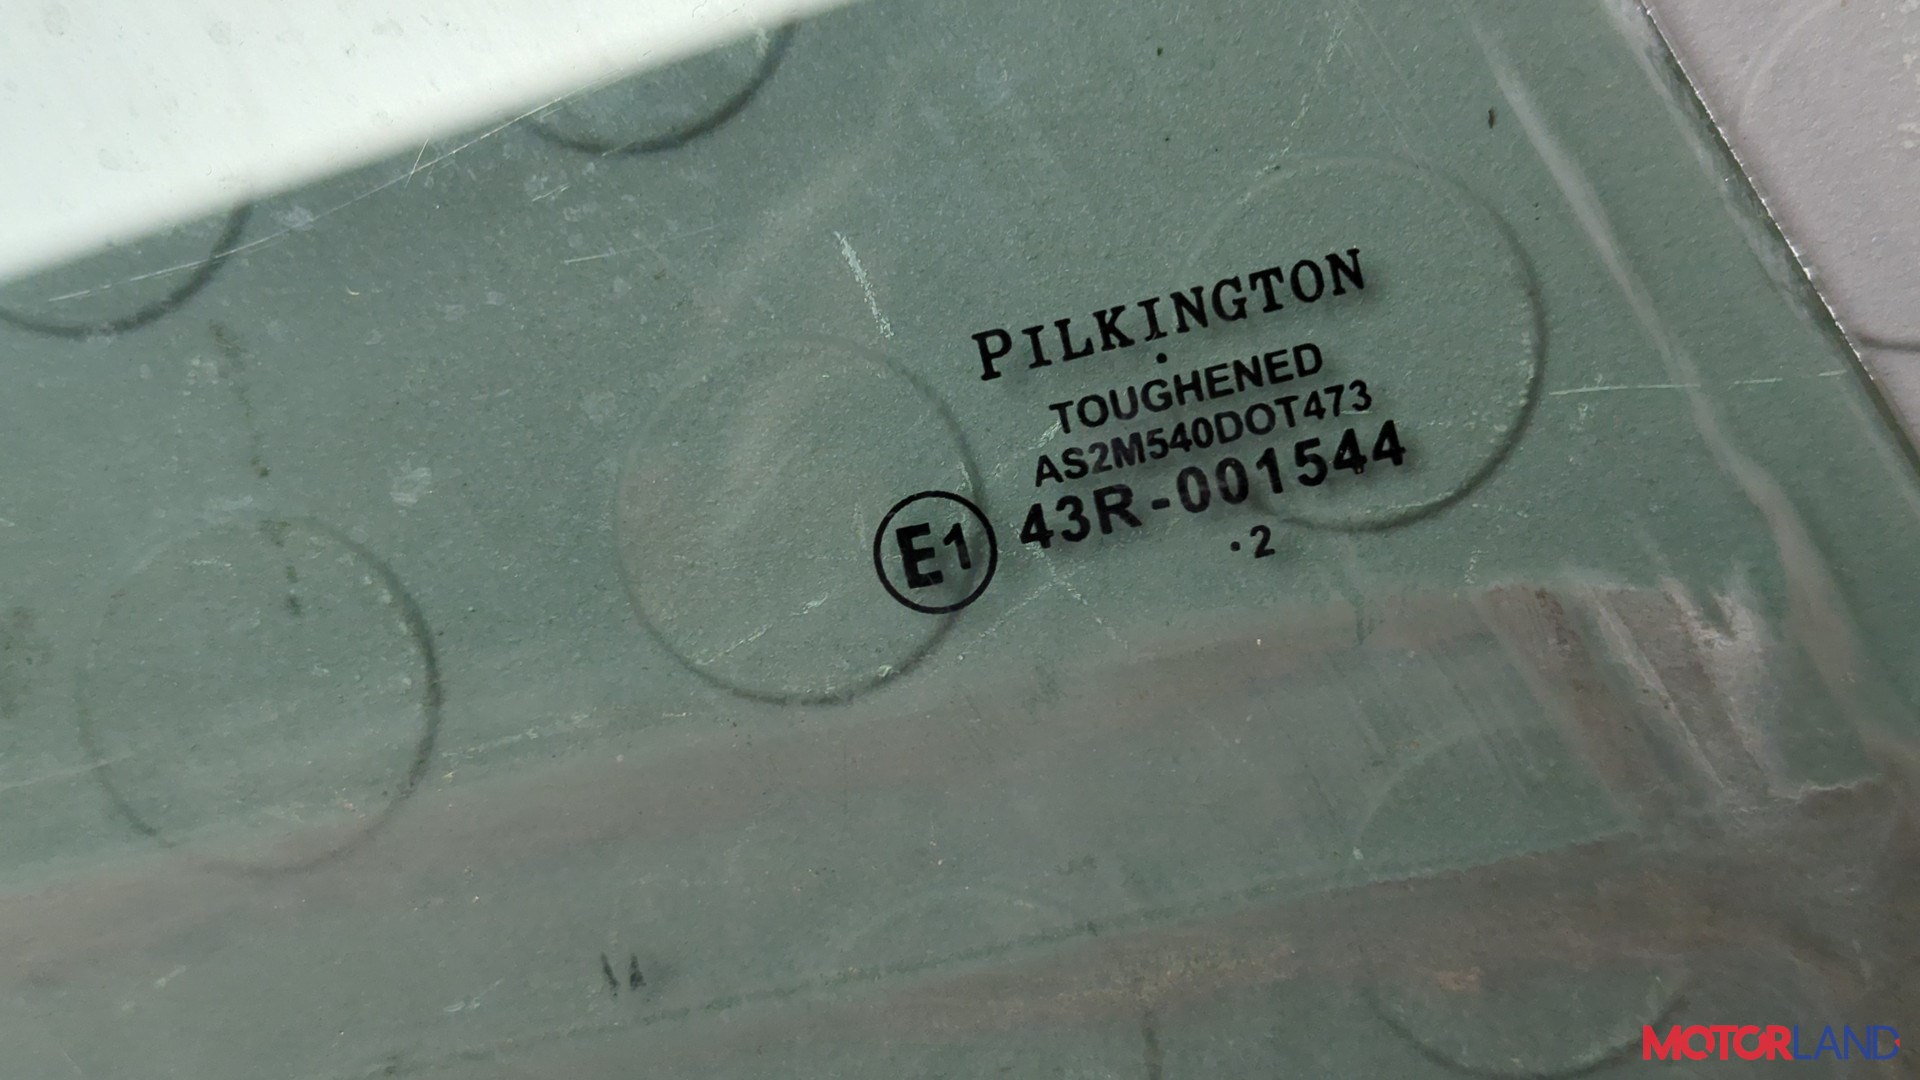 PILKINGTON
.
TOUGHENED
AS2M540DOT473
E1 43R-001544
.2
MOTORLAND